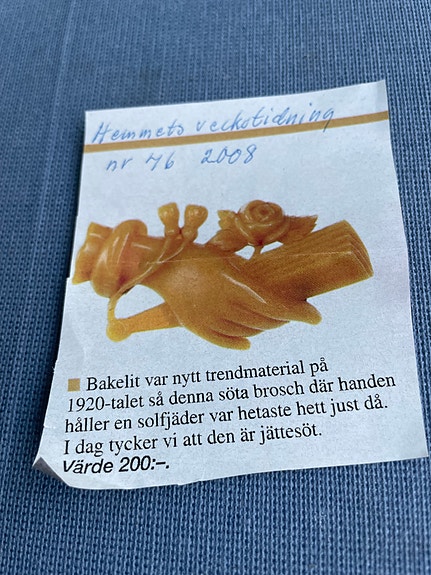 Hemmets veckotidning
nr 46 2008
Bakelit var nytt trendmaterial på
1920-talet så denna söta brosch där handen
håller en solfjäder var hetaste hett just då.
I dag tycker vi att den är jättesöt.
Värde 200:–.